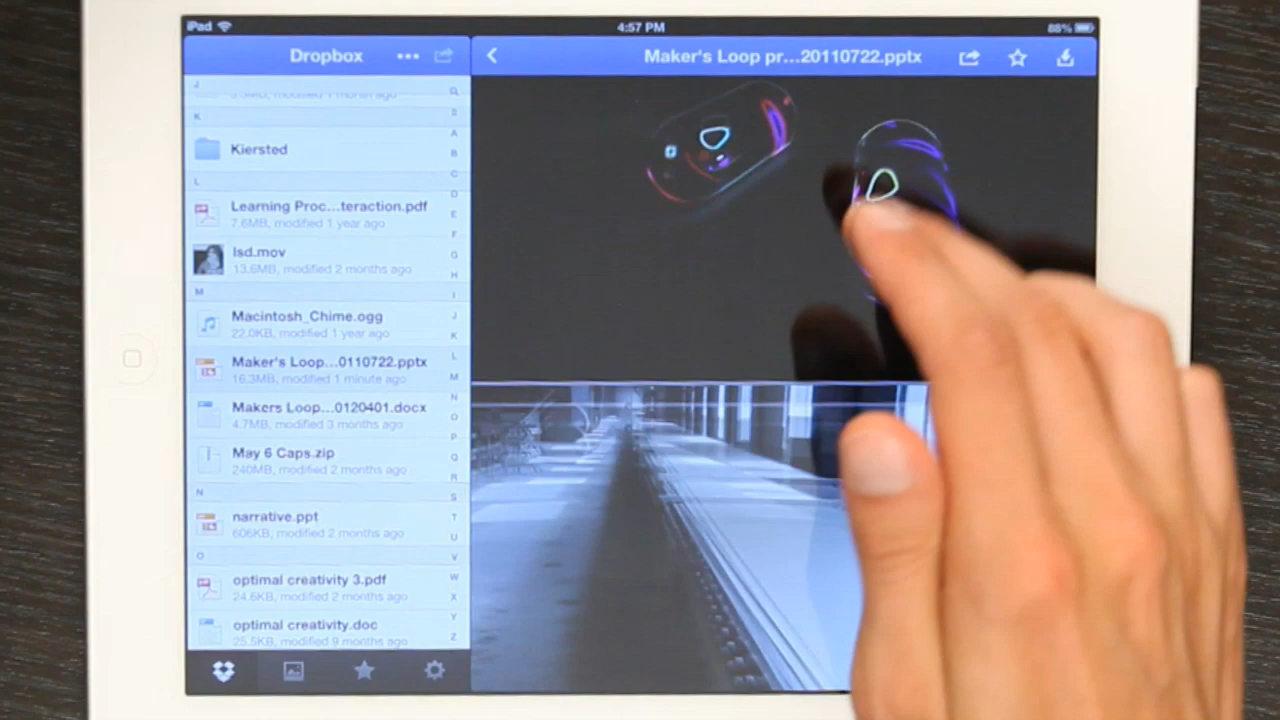 iPad 4:57 PM 88%
Dropbox ••• Maker's Loop pr...20110722.pptx
J
modified 1 month ago
K
Kiersted
L
Learning Proc...teraction.pdf
7.6MB, modified 1 year ago
lsd.mov
13.6MB, modified 2 months ago
M
Macintosh_Chime.ogg
22.0KB, modified 1 year ago
Maker's Loop...0110722.pptx
16.3MB, modified 1 minute ago
Makers Loop...0120401.docx
4.7MB, modified 3 months ago
May 6 Caps.zip
240MB, modified 2 months ago
N
narrative.ppt
606KB, modified 2 months ago
O
optimal creativity 3.pdf
24.6KB, modified 2 months ago
optimal creativity.doc
25.5KB, modified 9 months ago
A
B
C
D
E
F
G
H
I
J
K
L
M
N
O
P
Q
R
S
T
U
V
W
X
Y
Z